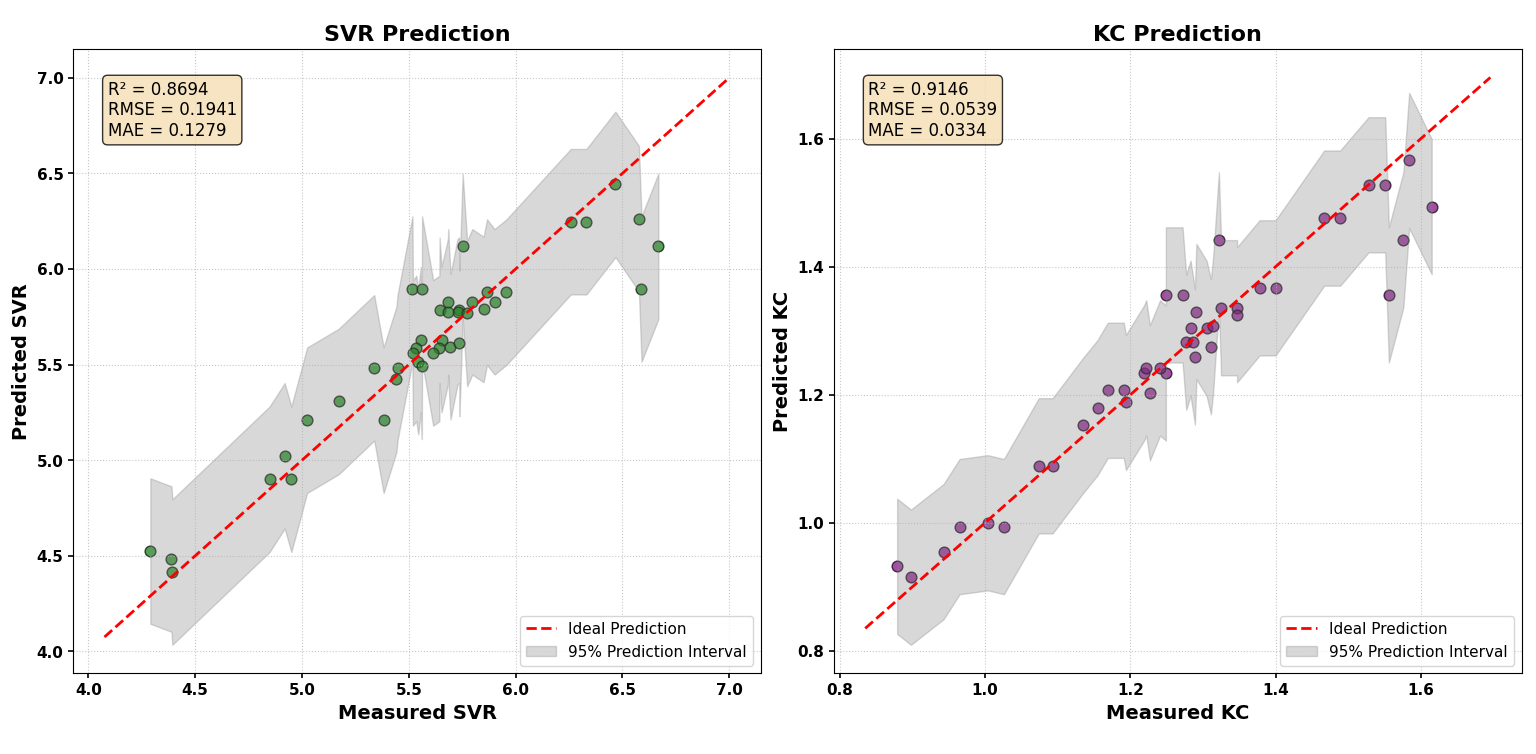 SVR Prediction
R² = 0.8694
RMSE = 0.1941
MAE = 0.1279
7.0
6.5
6.0
5.5
5.0
4.5
4.0
Predicted SVR
Ideal Prediction
95% Prediction Interval
4.0 4.5 5.0 5.5 6.0 6.5 7.0
Measured SVR
KC Prediction
R² = 0.9146
RMSE = 0.0539
MAE = 0.0334
1.6
1.4
1.2
1.0
0.8
Predicted KC
Ideal Prediction
95% Prediction Interval
0.8 1.0 1.2 1.4 1.6
Measured KC